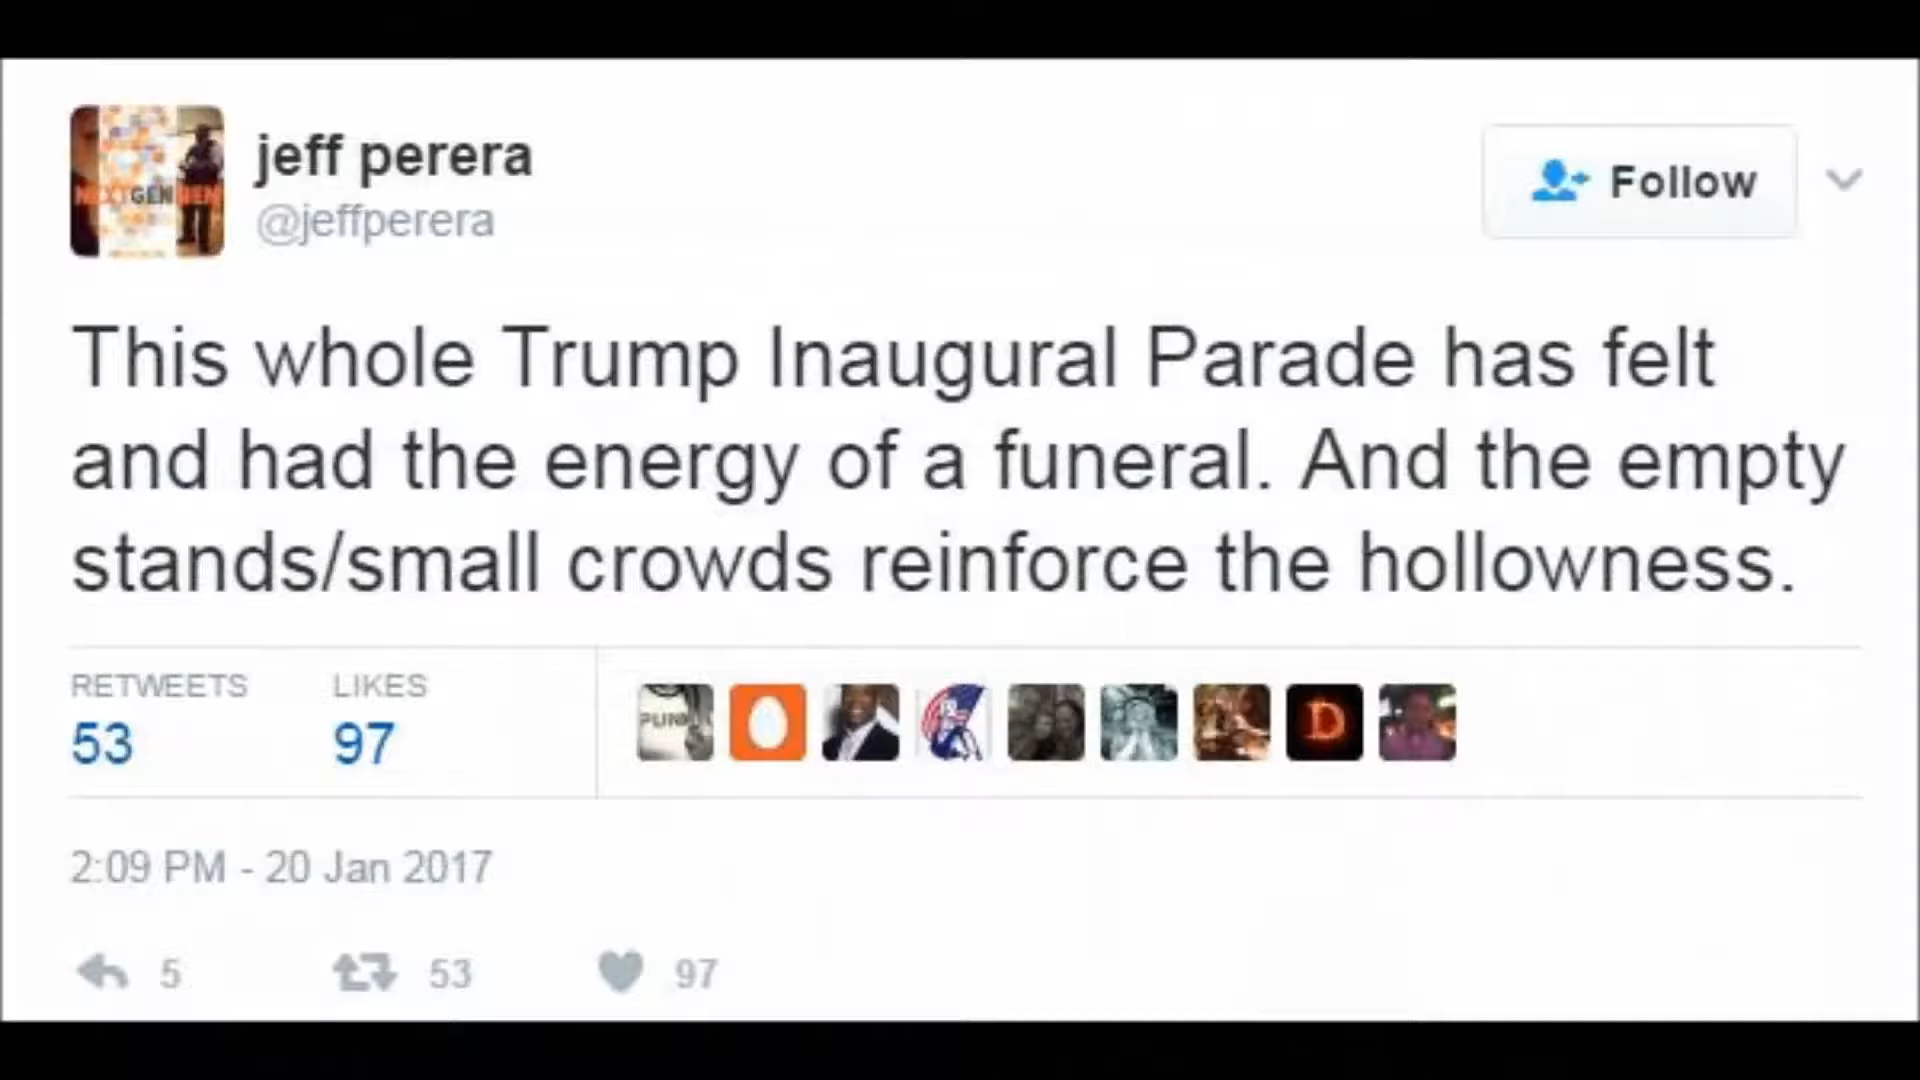 jeff perera
@jeffperera
Follow
NEXTGENMEN
This whole Trump Inaugural Parade has felt
and had the energy of a funeral. And the empty
stands/small crowds reinforce the hollowness.
RETWEETS LIKES
53 97
PUNK
D
2:09 PM - 20 Jan 2017
5 53 97